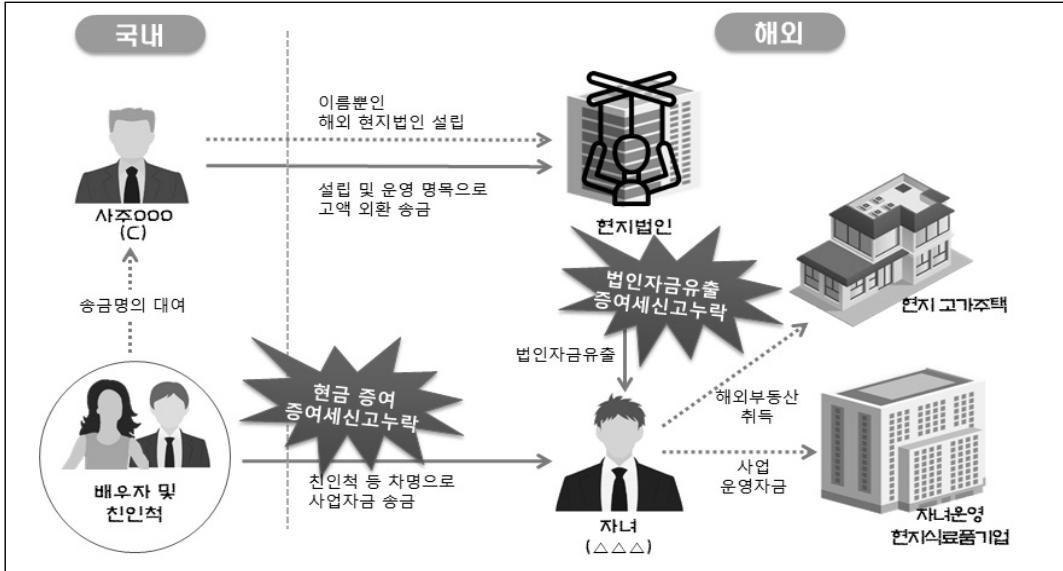 국내
해외
이름뿐인
해외 현지법인 설립
설립 및 운영 명목으로
고액 외환 송금
사주OOO
(C)
현지법인
법인자금유출
증여세신고누락
현지 고가주택
송금명의 대여
법인자금유출
현금 증여
증여세신고누락
해외부동산
취득
친인척 등 차명으로
사업자금 송금
사업
운영자금
배우자 및
친인척
자녀
(△△△)
자녀운영
현지식료품기업